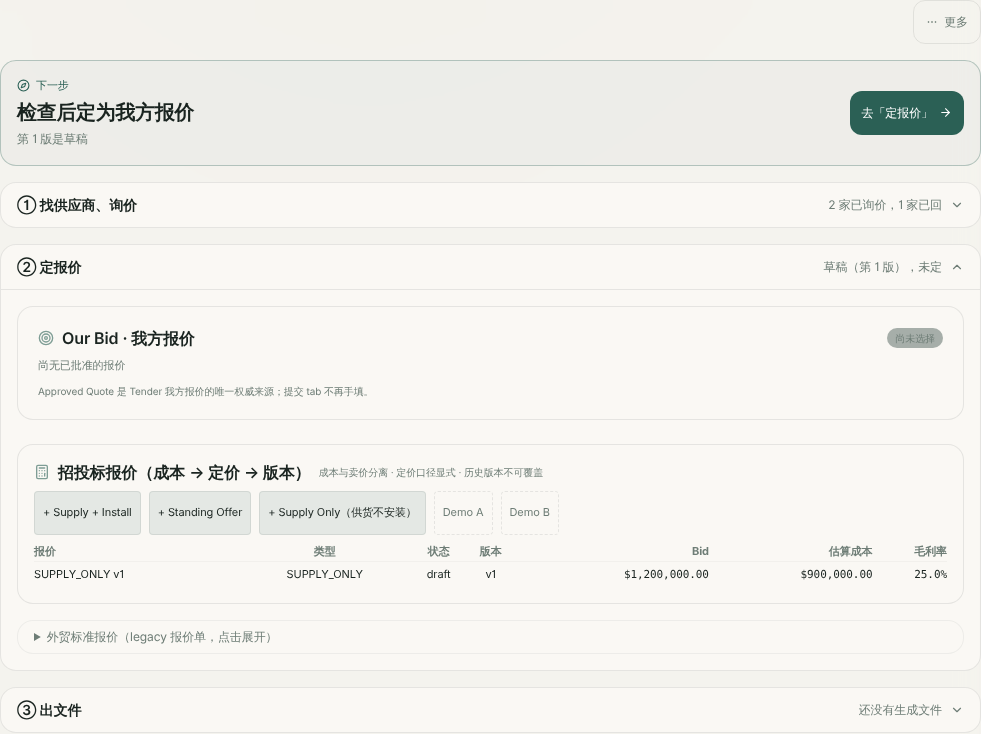 ··· 更多
下一步
检查后定为我方报价
第 1 版是草稿
去「定报价」 →
① 找供应商、询价
2 家已询价，1 家已回
② 定报价
草稿（第 1 版），未定
Our Bid · 我方报价
尚未选择
尚无已批准的报价
Approved Quote 是 Tender 我方报价的唯一权威来源；提交 tab 不再手填。
招投标报价（成本 → 定价 → 版本） 成本与卖价分离 · 定价口径显式 · 历史版本不可覆盖
+ Supply + Install + Standing Offer + Supply Only（供货不安装） Demo A Demo B
报价 类型 状态 版本 Bid 估算成本 毛利率
SUPPLY_ONLY v1 SUPPLY_ONLY draft v1 $1,200,000.00 $900,000.00 25.0%
▶ 外贸标准报价（legacy 报价单，点击展开）
③ 出文件
还没有生成文件